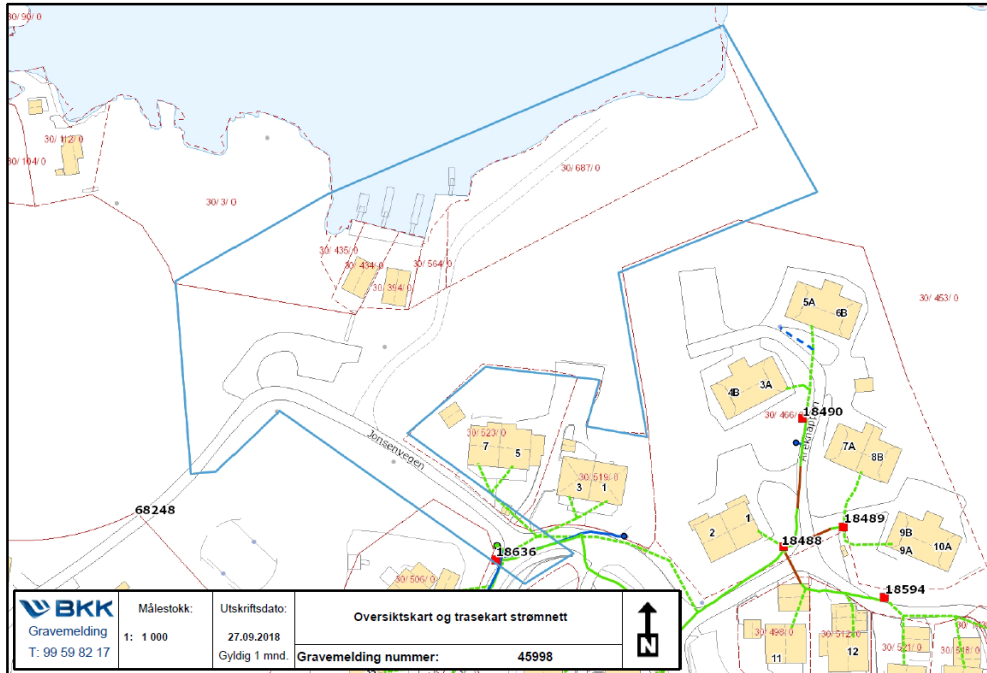 30/ 90/ 0
30/ 112/ 0
30/ 104/ 0
30/ 3/ 0
30/ 687/ 0
30/ 435/ 0
30/ 434/ 0
30/ 564/ 0
30/ 394/ 0
30/ 453/ 0
5A
6B
4B
3A
30/ 466/
18490
7A
8B
30/ 523/ 0
7
5
Jonsenvegen
30/ 519/ 0
3
1
68248
2
1
18489
18488
9B
9A
10A
18636
30/ 506/ 0
18594
30/ 498/ 0
11
30/ 512/
12
30/ 521/ 0
BKK
Gravemelding
T: 99 59 82 17
Målestokk:
1: 1 000
Utskriftsdato:
27.09.2018
Gyldig 1 mnd.
Oversiktskart og trasekart strømnett
Gravemelding nummer: 45998
N